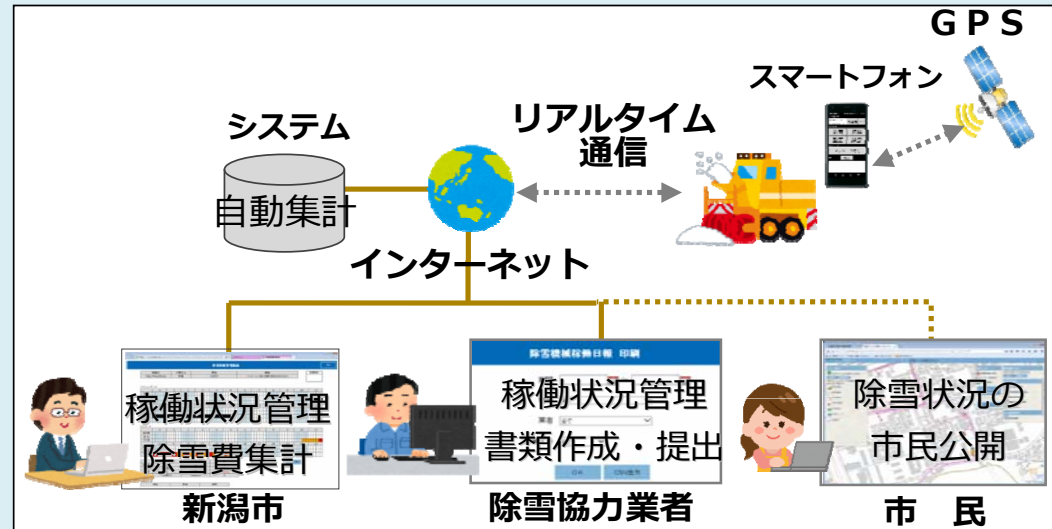 ＧＰＳ
スマートフォン
システム
リアルタイム
通信
自動集計
インターネット
除雪機械稼働日報 印刷
稼働状況管理
除雪費集計
稼働状況管理
書類作成・提出
除雪状況の
市民公開
新潟市
除雪協力業者
市　民